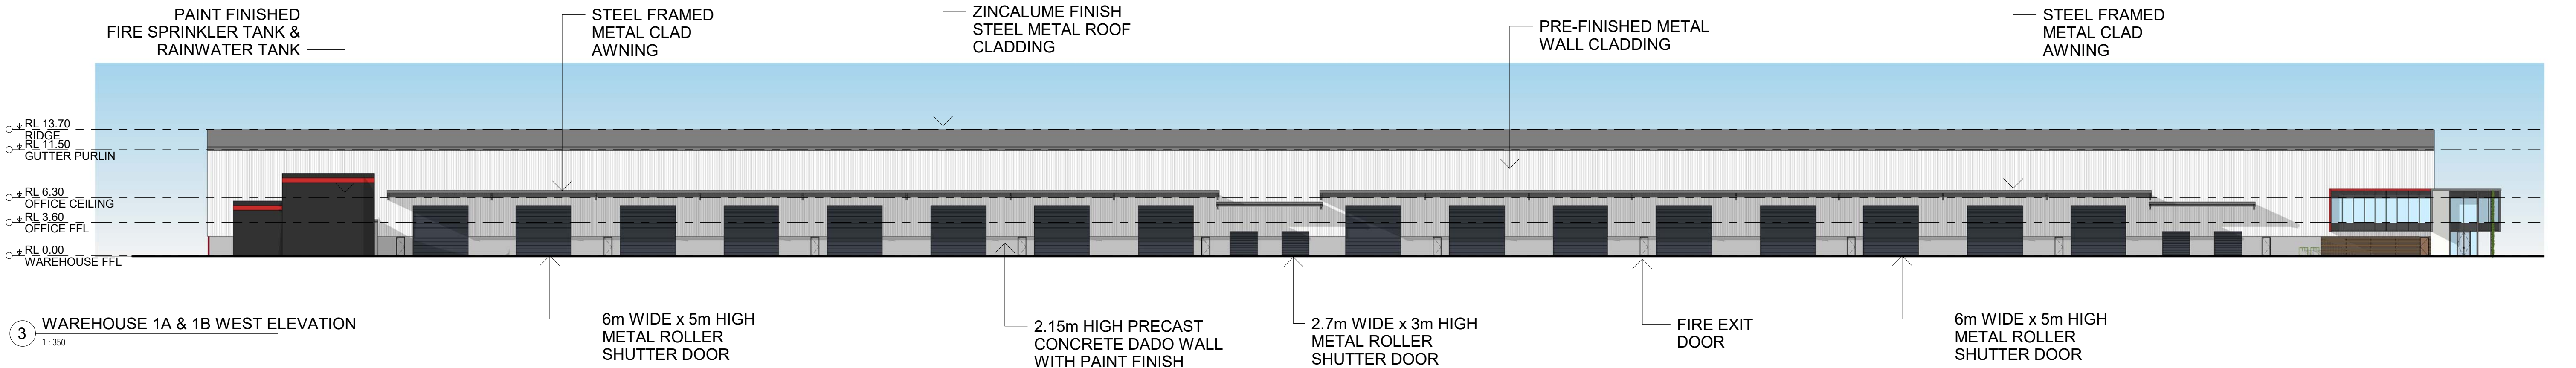 PAINT FINISHED
FIRE SPRINKLER TANK &
RAINWATER TANK
STEEL FRAMED
METAL CLAD
AWNING
ZINCALUME FINISH
STEEL METAL ROOF
CLADDING
PRE-FINISHED METAL
WALL CLADDING
STEEL FRAMED
METAL CLAD
AWNING
RL 13.70
RIDGE
RL 11.50
GUTTER PURLIN
RL 6.30
OFFICE CEILING
RL 3.60
OFFICE FFL
RL 0.00
WAREHOUSE FFL
3
WAREHOUSE 1A & 1B WEST ELEVATION
1 : 350
6m WIDE x 5m HIGH
METAL ROLLER
SHUTTER DOOR
2.15m HIGH PRECAST
CONCRETE DADO WALL
WITH PAINT FINISH
2.7m WIDE x 3m HIGH
METAL ROLLER
SHUTTER DOOR
FIRE EXIT
DOOR
6m WIDE x 5m HIGH
METAL ROLLER
SHUTTER DOOR